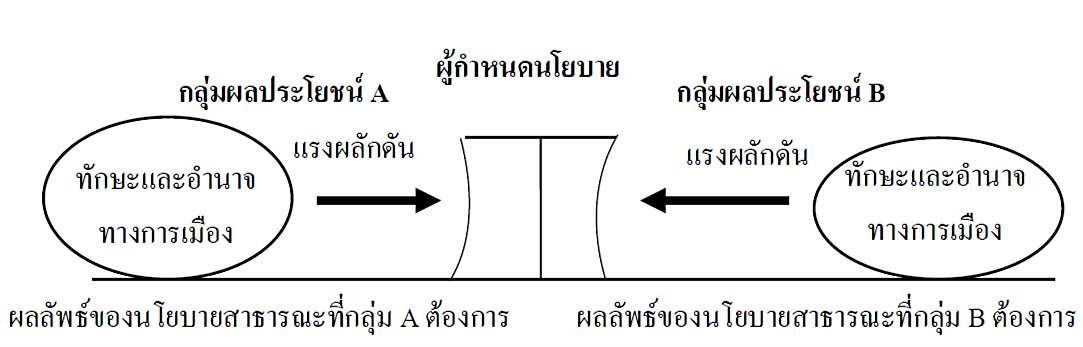 ผู้กำหนดนโยบาย
กลุ่มผลประโยชน์ A
กลุ่มผลประโยชน์ B
แรงผลักดัน
แรงผลักดัน
ทักษะและอำนาจ
ทางการเมือง
ทักษะและอำนาจ
ทางการเมือง
ผลลัพธ์ของนโยบายสาธารณะที่กลุ่ม A ต้องการ
ผลลัพธ์ของนโยบายสาธารณะที่กลุ่ม B ต้องการ